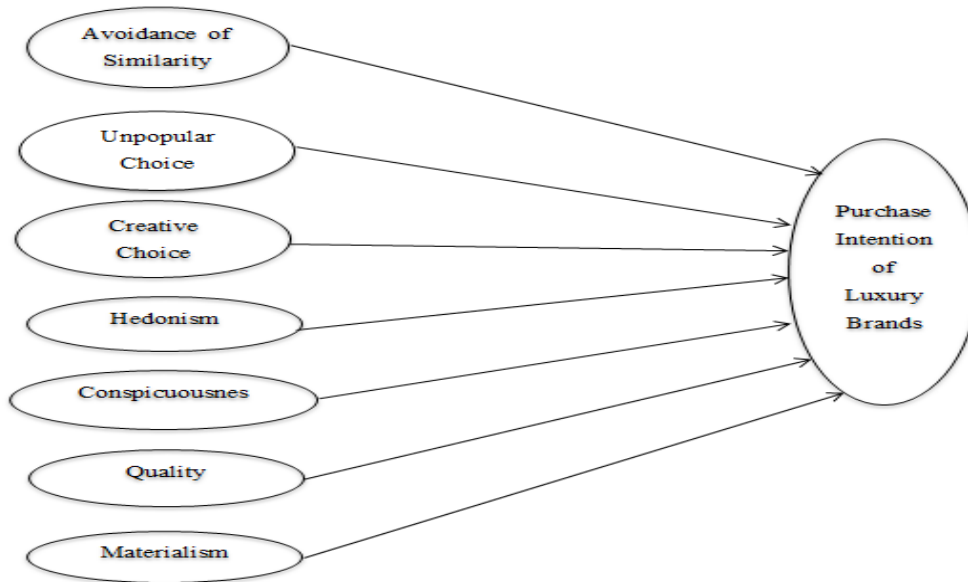 Avoidance of
Similarity
Unpopular
Choice
Creative
Choice
Hedonism
Conspicuousnes
Quality
Materialism
Purchase
Intention
of
Luxury
Brands